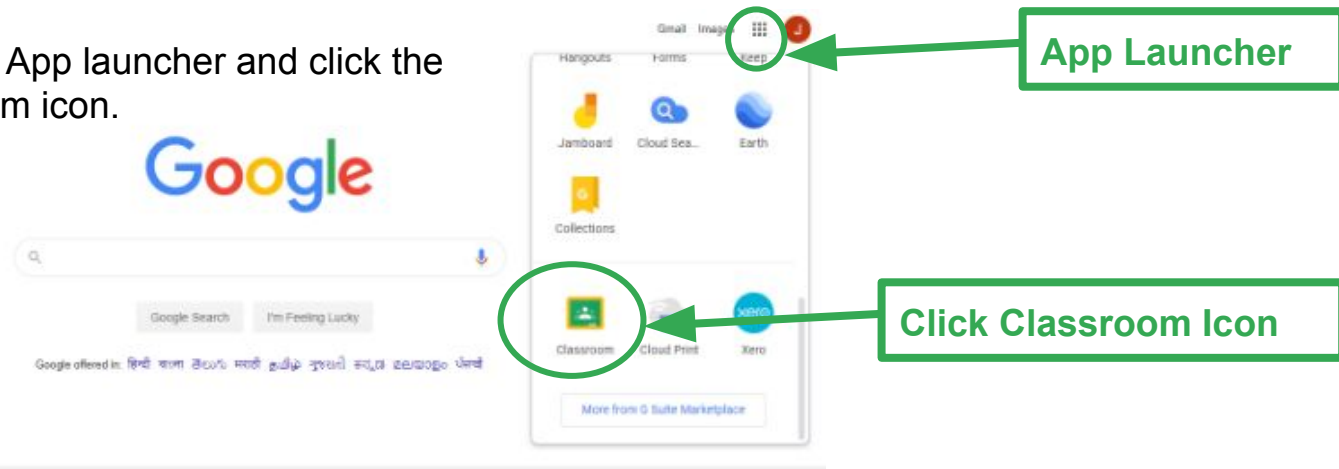 Gmail Images
J
App Launcher
App launcher and click the
m icon.
Hangouts Forms Keep
Jamboard Cloud Sea... Earth
Google
G
Collections
Google Search I'm Feeling Lucky
xero
Click Classroom Icon
Classroom Cloud Print Xero
Google offered in: हिन्दी বাংলা తెలుగు मराठी தமிழ் ગુજરાતી ಕನ್ನಡ മലയാളം ਪੰਜਾਬੀ
More from G Suite Marketplace